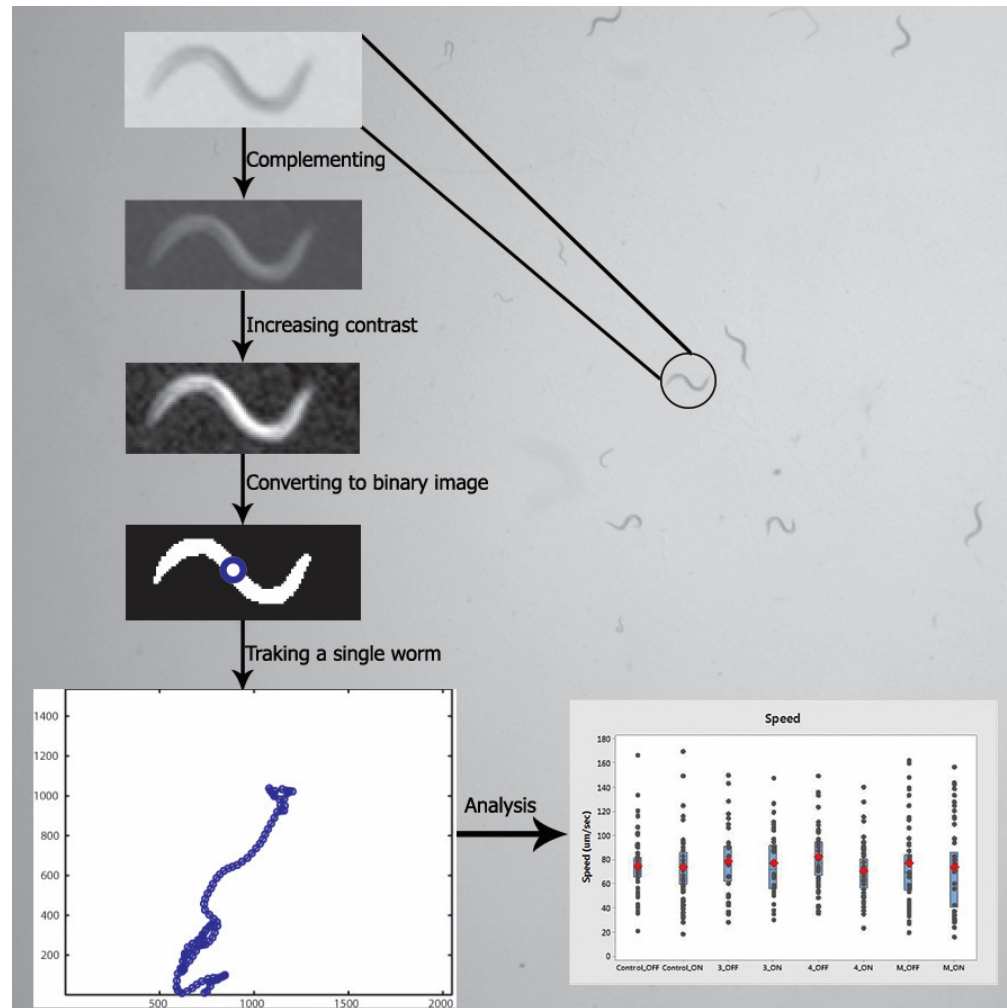 Complementing
Increasing contrast
Converting to binary image
Traking a single worm
1400
1200
1000
800
600
400
200
500 1000 1500 2000
Analysis
Speed
Speed (um/sec)
180
160
140
120
100
80
60
40
20
0
Control_OFF Control_ON 3_OFF 3_ON 4_OFF 4_ON M_OFF M_ON